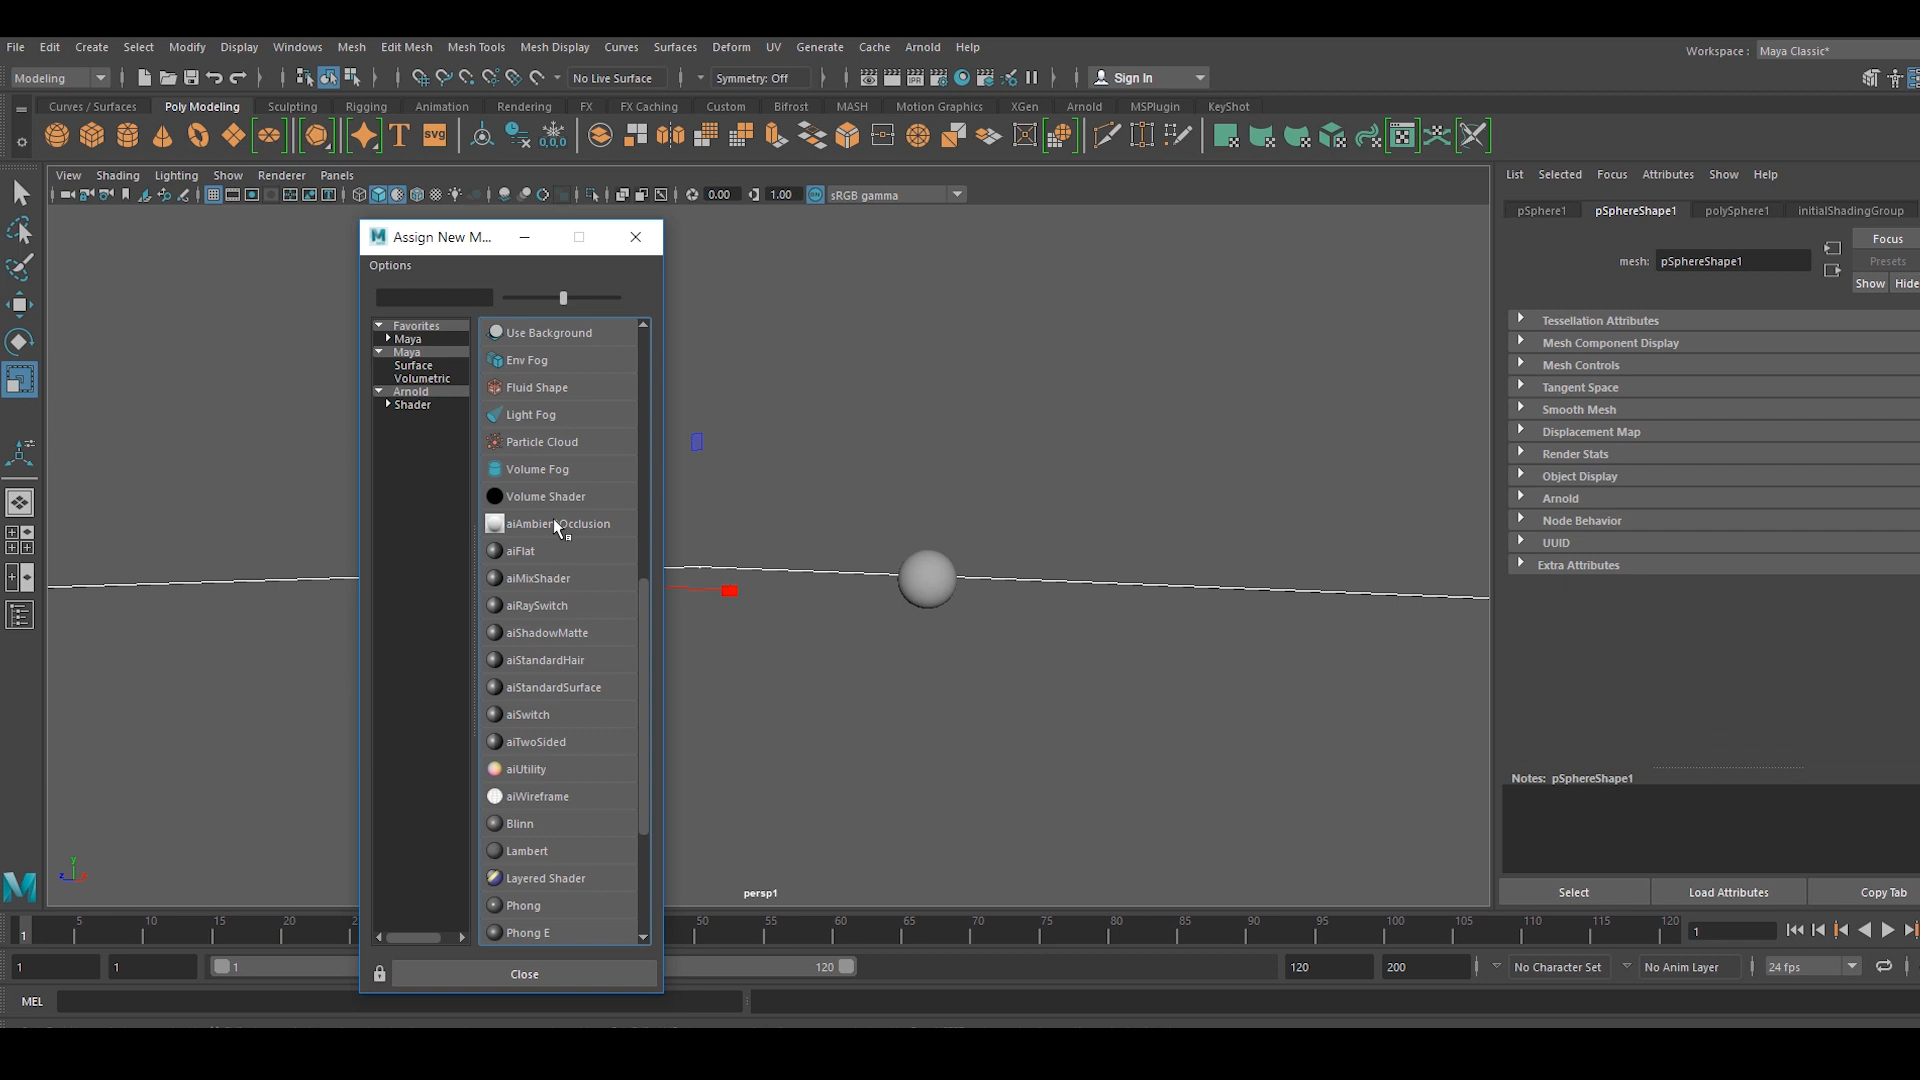 File Edit Create Select Modify Display Windows Mesh Edit Mesh Mesh Tools Mesh Display Curves Surfaces Deform UV Generate Cache Arnold Help
Workspace : Maya Classic*
Modeling No Live Surface Symmetry: Off Sign In
Curves / Surfaces Poly Modeling Sculpting Rigging Animation Rendering FX FX Caching Custom Bifrost MASH Motion Graphics XGen Arnold MSPlugin KeyShot
T svg 0,0,0
View Shading Lighting Show Renderer Panels
0.00 1.00 sRGB gamma
List Selected Focus Attributes Show Help
pSphere1 pSphereShape1 polySphere1 initialShadingGroup
mesh: pSphereShape1
Focus
Presets
Show Hide
Tessellation Attributes
Mesh Component Display
Mesh Controls
Tangent Space
Smooth Mesh
Displacement Map
Render Stats
Object Display
Arnold
Node Behavior
UUID
Extra Attributes
Notes: pSphereShape1
Select Load Attributes Copy Tab
M Assign New M...
Options
Favorites
Maya
Maya
Surface
Volumetric
Arnold
Shader
Use Background
Env Fog
Fluid Shape
Light Fog
Particle Cloud
Volume Fog
Volume Shader
aiAmbientOcclusion
aiFlat
aiMixShader
aiRaySwitch
aiShadowMatte
aiStandardHair
aiStandardSurface
aiSwitch
aiTwoSided
aiUtility
aiWireframe
Blinn
Lambert
Layered Shader
Phong
Phong E
Close
y
z
persp1
1 5 10 15 20 2 50 55 60 65 70 75 80 85 90 95 100 105 110 115 120 1
1 1 1 120 120 200 No Character Set No Anim Layer 24 fps
MEL